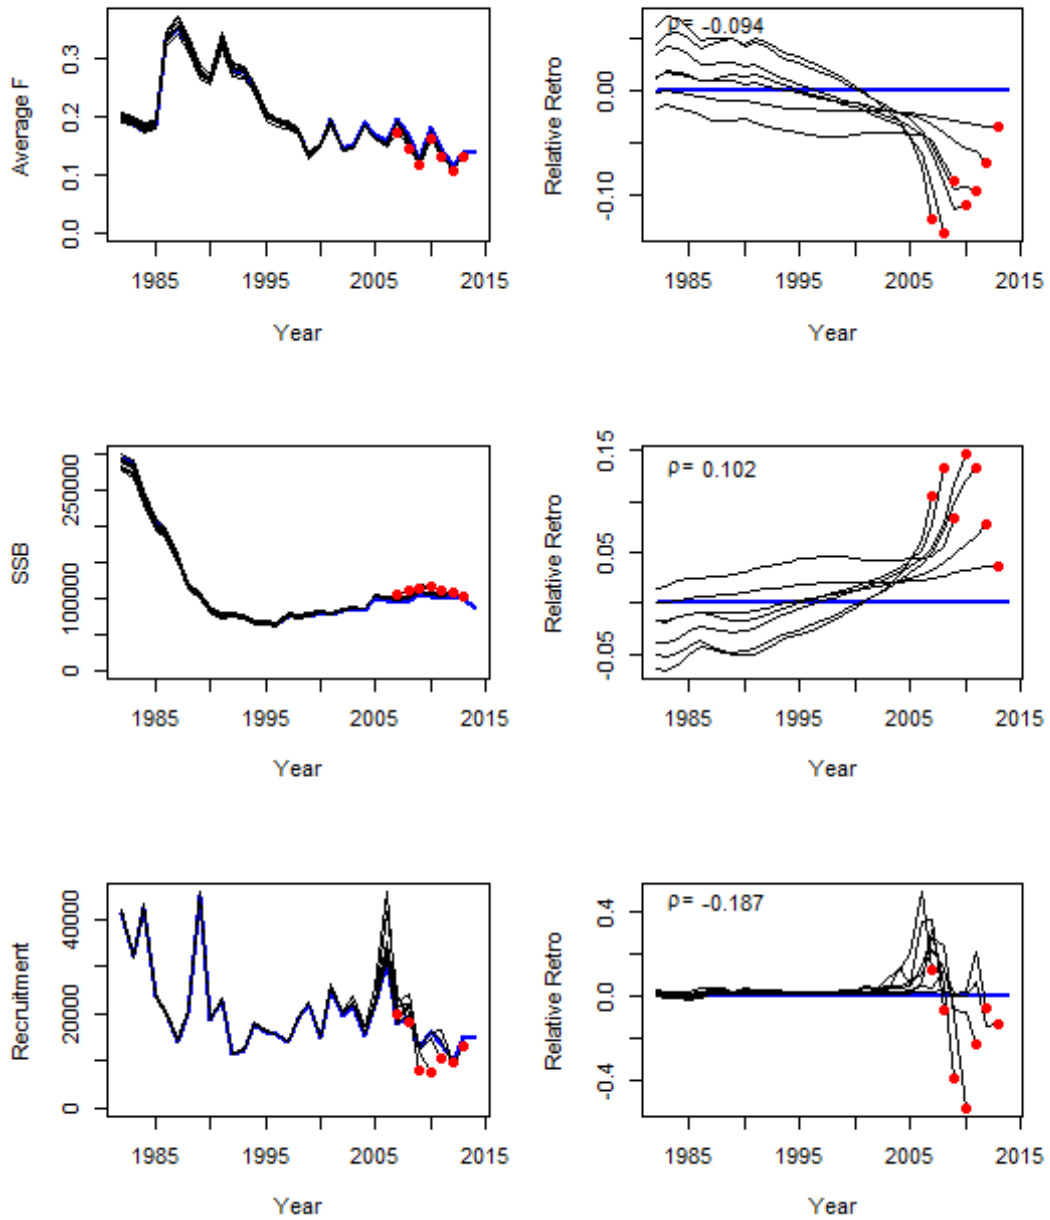 Average F
0.3
0.2
0.1
0.0
1985 1995 2005 2015
Year
ρ = -0.094
Relative Retro
0.00
-0.10
1985 1995 2005 2015
Year
SSB
250000
100000
0
1985 1995 2005 2015
Year
ρ = 0.102
Relative Retro
0.15
0.05
-0.05
1985 1995 2005 2015
Year
Recruitment
40000
20000
0
1985 1995 2005 2015
Year
ρ = -0.187
Relative Retro
0.4
0.0
-0.4
1985 1995 2005 2015
Year